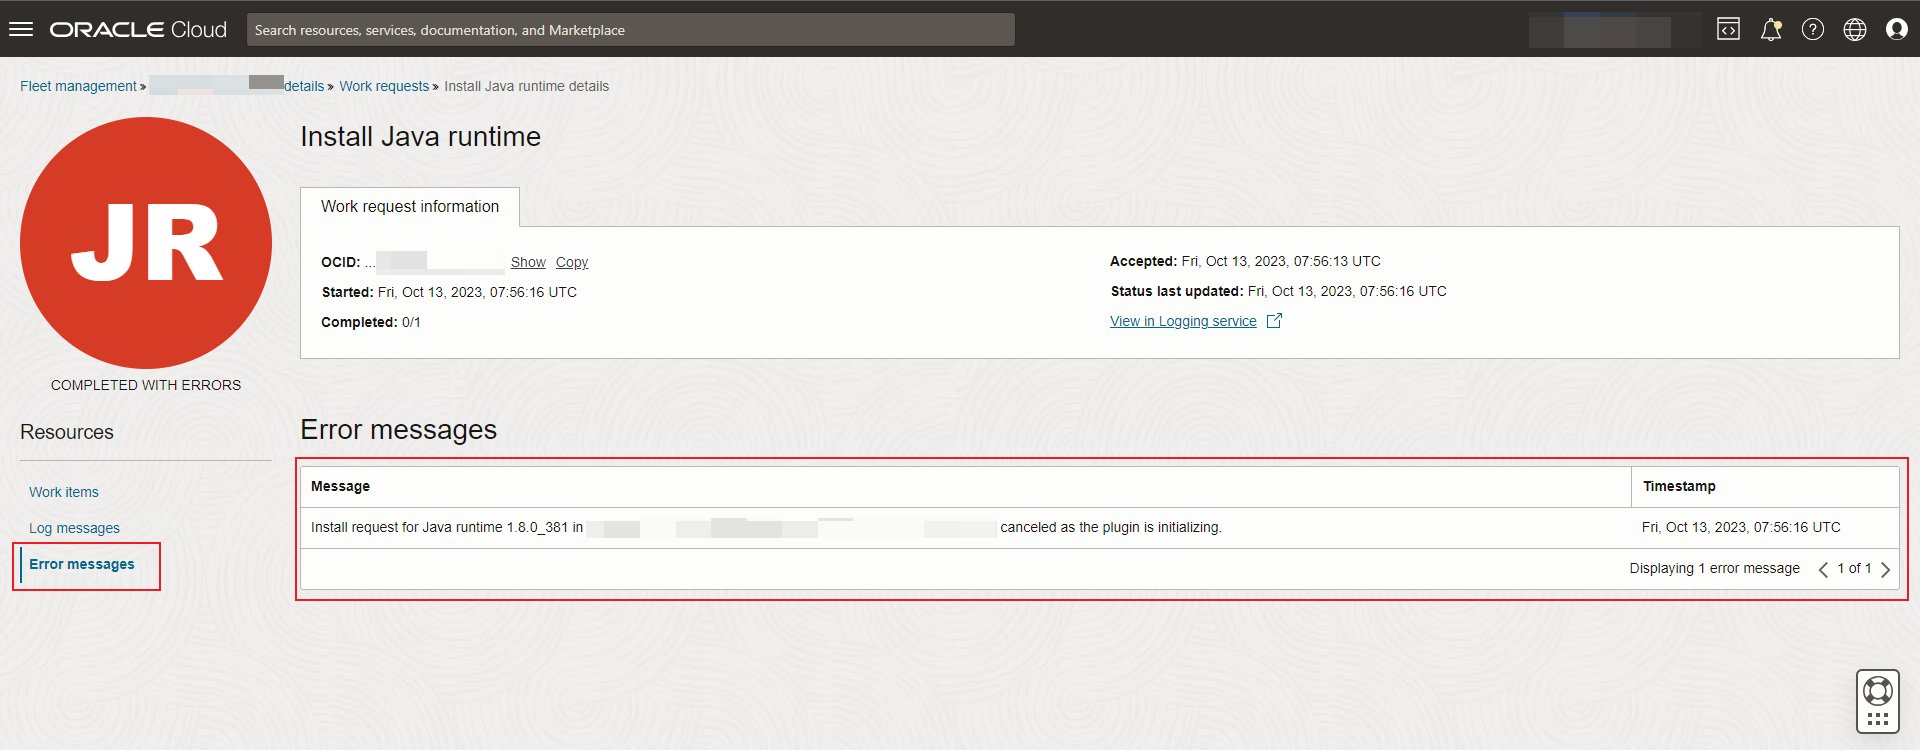 ORACLE Cloud
Search resources, services, documentation, and Marketplace
Fleet management » details » Work requests » Install Java runtime details
JR
COMPLETED WITH ERRORS
Resources
Work items
Log messages
Error messages
Install Java runtime
Work request information
OCID: ... Show Copy
Started: Fri, Oct 13, 2023, 07:56:16 UTC
Completed: 0/1
Accepted: Fri, Oct 13, 2023, 07:56:13 UTC
Status last updated: Fri, Oct 13, 2023, 07:56:16 UTC
View in Logging service
Error messages
Message Timestamp
Install request for Java runtime 1.8.0_381 in canceled as the plugin is initializing. Fri, Oct 13, 2023, 07:56:16 UTC
Displaying 1 error message 1 of 1